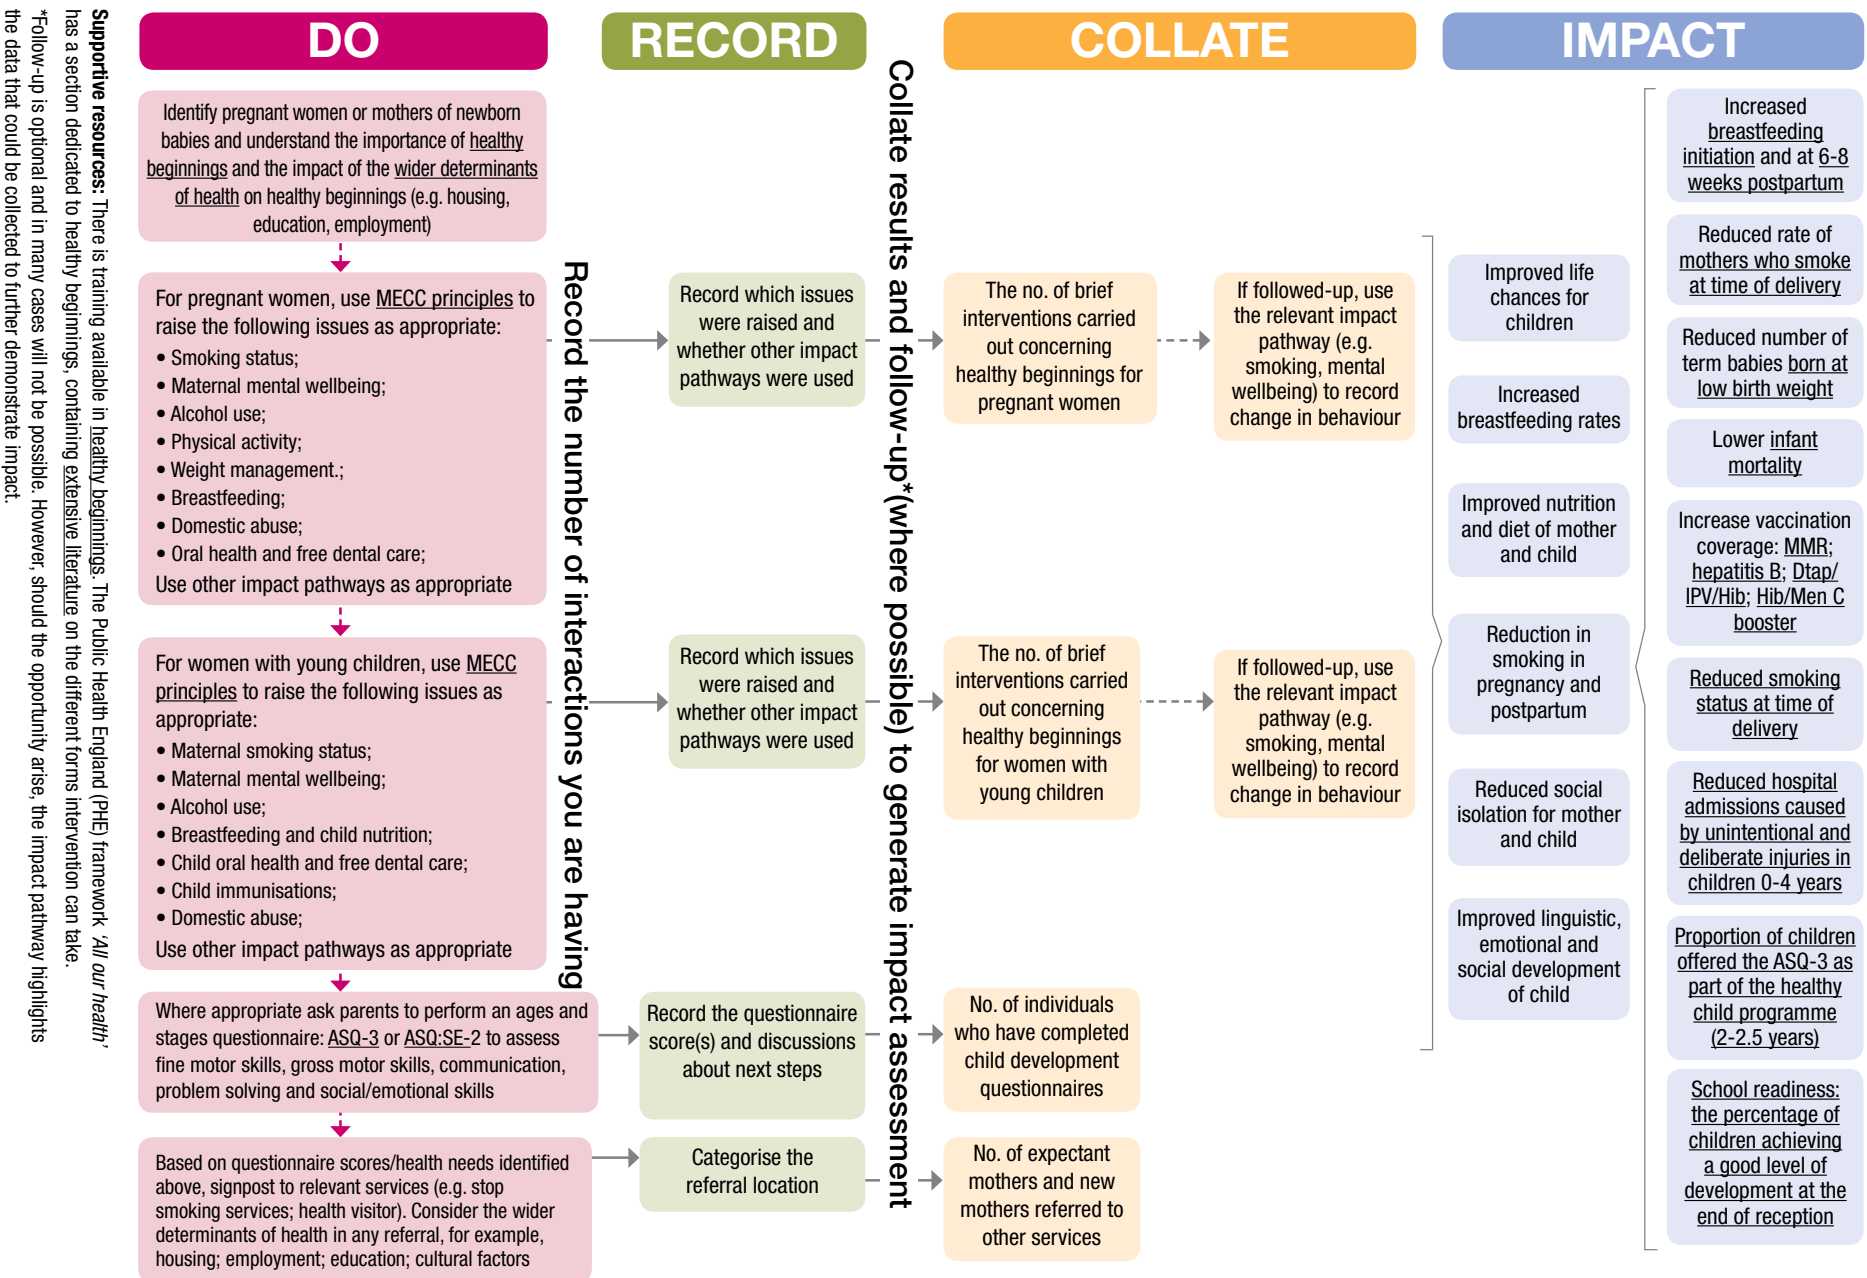 DO
RECORD
COLLATE
IMPACT
Supportive resources: There is training available in healthy beginnings. The Public Health England (PHE) framework ‘All our health’
has a section dedicated to healthy beginnings, containing extensive literature on the different forms intervention can take.
*Follow-up is optional and in many cases will not be possible. However, should the opportunity arise, the impact pathway highlights
the data that could be collected to further demonstrate impact.
Identify pregnant women or mothers of newborn
babies and understand the importance of healthy
beginnings and the impact of the wider determinants
of health on healthy beginnings (e.g. housing,
education, employment)
For pregnant women, use MECC principles to
raise the following issues as appropriate:
• Smoking status;
• Maternal mental wellbeing;
• Alcohol use;
• Physical activity;
• Weight management.;
• Breastfeeding;
• Domestic abuse;
• Oral health and free dental care;
Use other impact pathways as appropriate
For women with young children, use MECC
principles to raise the following issues as
appropriate:
• Maternal smoking status;
• Maternal mental wellbeing;
• Alcohol use;
• Breastfeeding and child nutrition;
• Child oral health and free dental care;
• Child immunisations;
• Domestic abuse;
Use other impact pathways as appropriate
Where appropriate ask parents to perform an ages and
stages questionnaire: ASQ-3 or ASQ:SE-2 to assess
fine motor skills, gross motor skills, communication,
problem solving and social/emotional skills
Based on questionnaire scores/health needs identified
above, signpost to relevant services (e.g. stop
smoking services; health visitor). Consider the wider
determinants of health in any referral, for example,
housing; employment; education; cultural factors
Record the number of interactions you are having
Record which issues
were raised and
whether other impact
pathways were used
Record which issues
were raised and
whether other impact
pathways were used
Record the questionnaire
score(s) and discussions
about next steps
Categorise the
referral location
Collate results and follow-up*(where possible) to generate impact assessment
The no. of brief
interventions carried
out concerning
healthy beginnings for
pregnant women
If followed-up, use
the relevant impact
pathway (e.g.
smoking, mental
wellbeing) to record
change in behaviour
The no. of brief
interventions carried
out concerning
healthy beginnings
for women with
young children
If followed-up, use
the relevant impact
pathway (e.g.
smoking, mental
wellbeing) to record
change in behaviour
No. of individuals
who have completed
child development
questionnaires
No. of expectant
mothers and new
mothers referred to
other services
Improved life
chances for
children
Increased
breastfeeding rates
Improved nutrition
and diet of mother
and child
Reduction in
smoking in
pregnancy and
postpartum
Reduced social
isolation for mother
and child
Improved linguistic,
emotional and
social development
of child
Increased
breastfeeding
initiation and at 6-8
weeks postpartum
Reduced rate of
mothers who smoke
at time of delivery
Reduced number of
term babies born at
low birth weight
Lower infant
mortality
Increase vaccination
coverage: MMR;
hepatitis B; Dtap/
IPV/Hib; Hib/Men C
booster
Reduced smoking
status at time of
delivery
Reduced hospital
admissions caused
by unintentional and
deliberate injuries in
children 0-4 years
Proportion of children
offered the ASQ-3 as
part of the healthy
child programme
(2-2.5 years)
School readiness:
the percentage of
children achieving
a good level of
development at the
end of reception